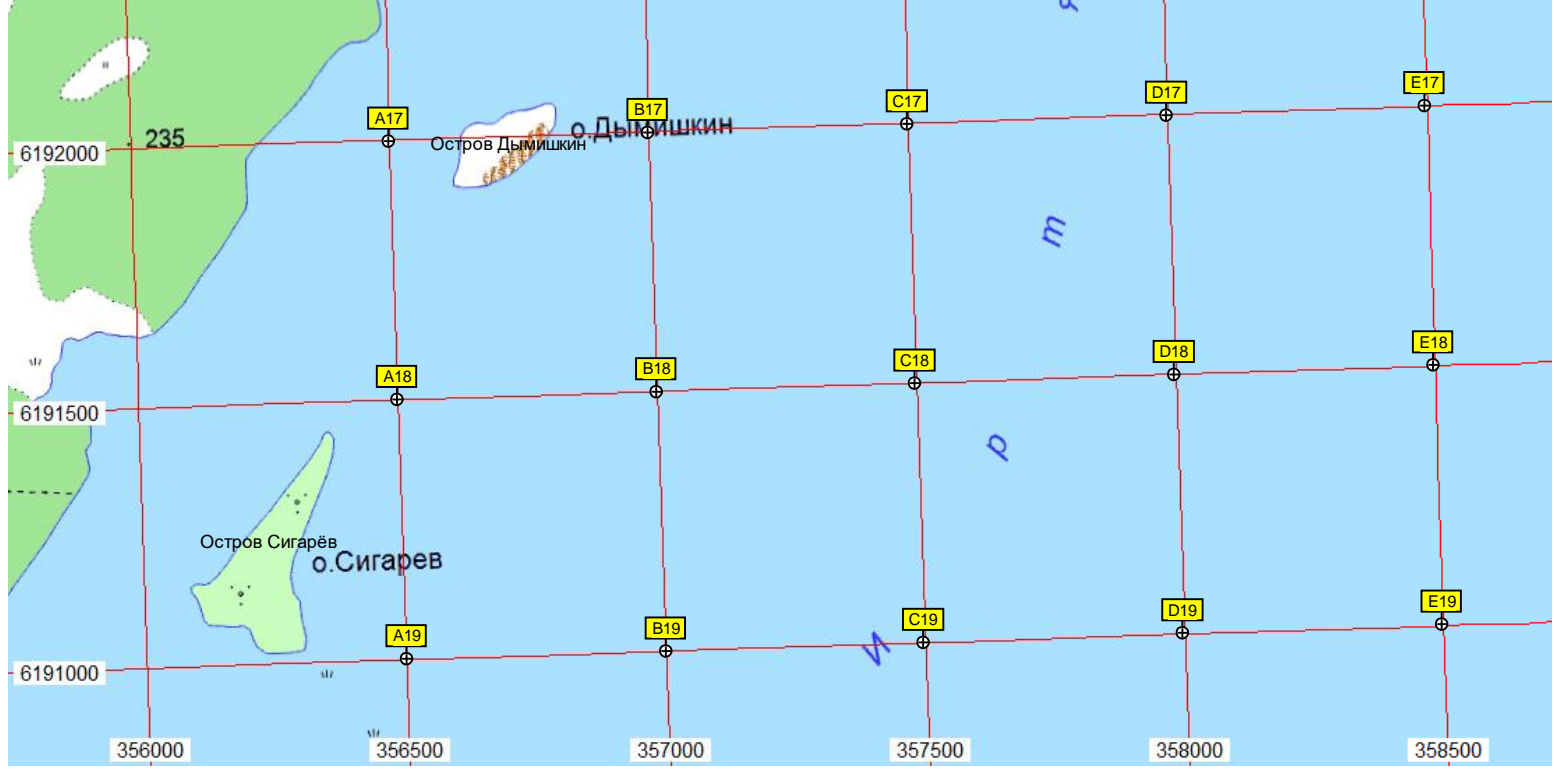 я
E17
D17
C17
B17
A17
о.Дымишкин
Остров Дымишкин
235
6192000
т
E18
D18
C18
B18
A18
6191500
р
Остров Сигарёв
о.Сигарев
E19
D19
C19
B19
A19
И
6191000
356000 356500 357000 357500 358000 358500